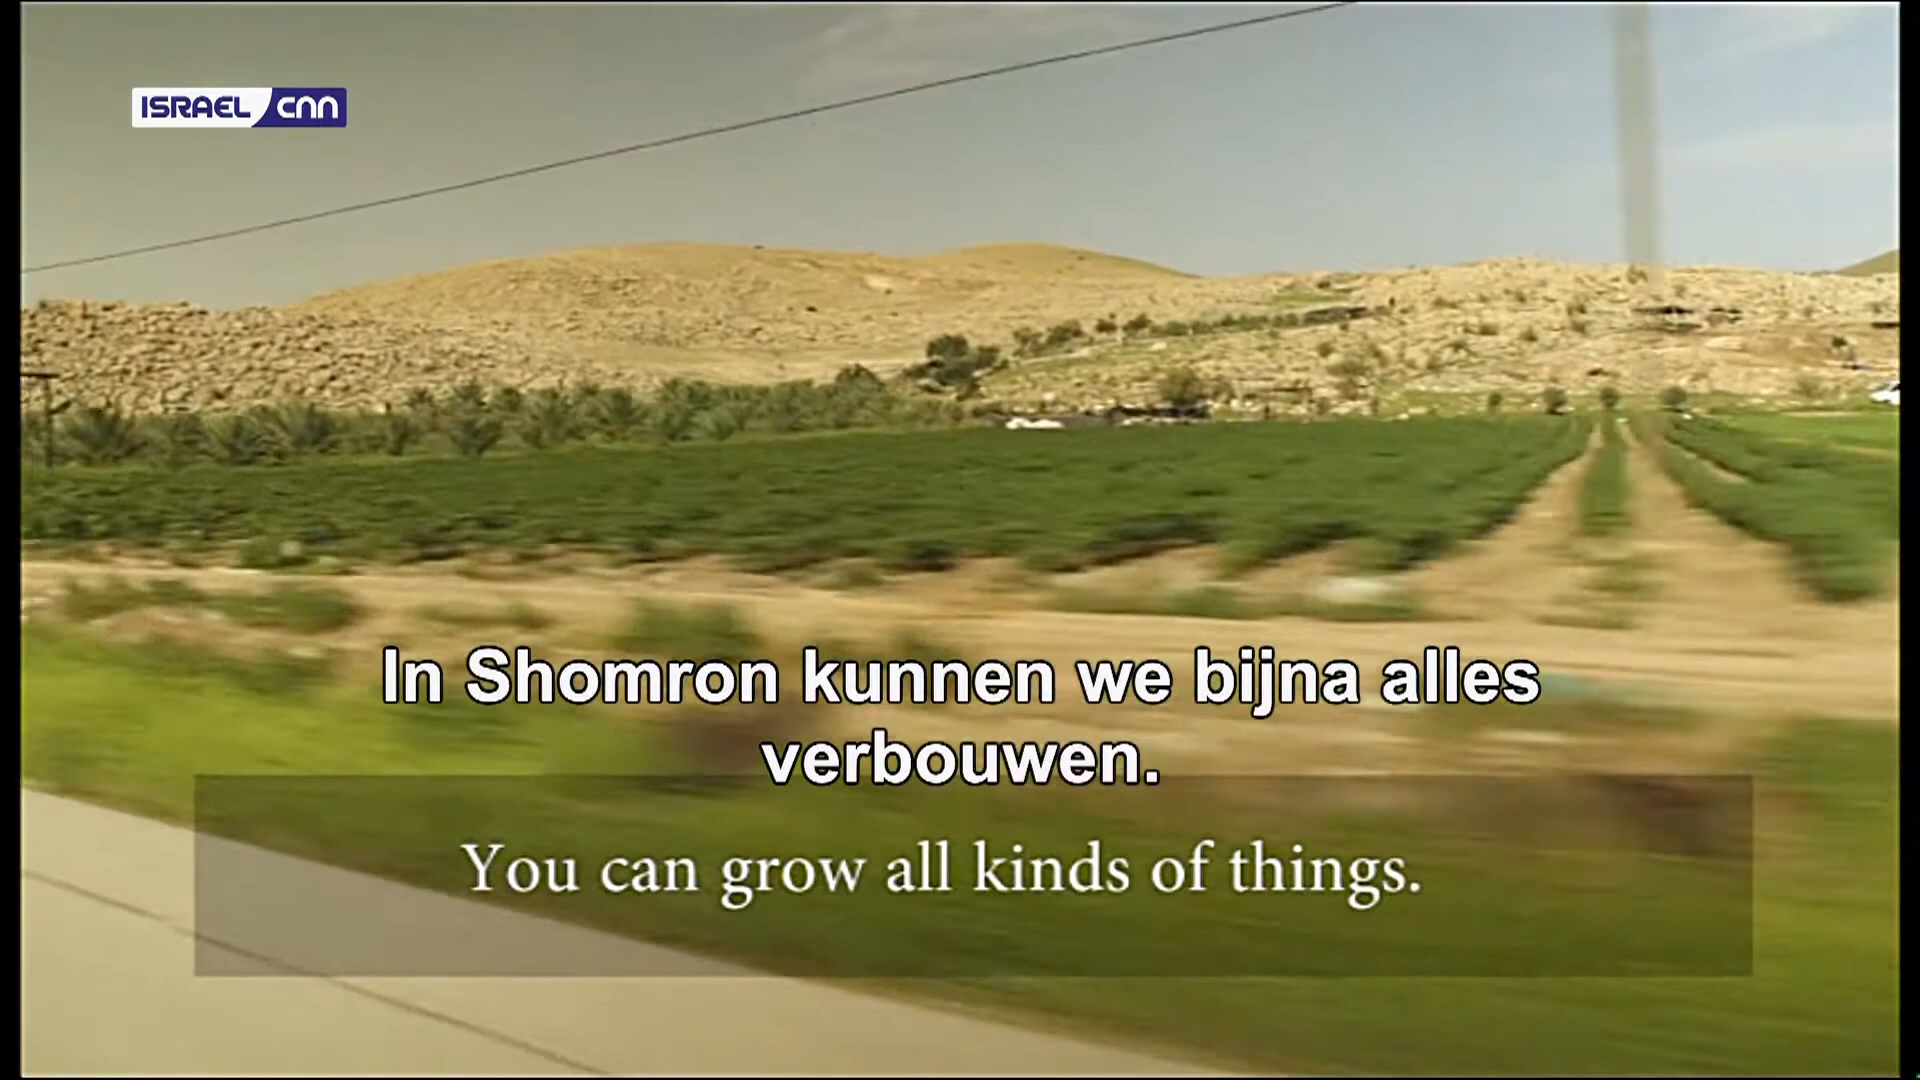 ISRAEL CNN
In Shomron kunnen we bijna alles
verbouwen.
You can grow all kinds of things.